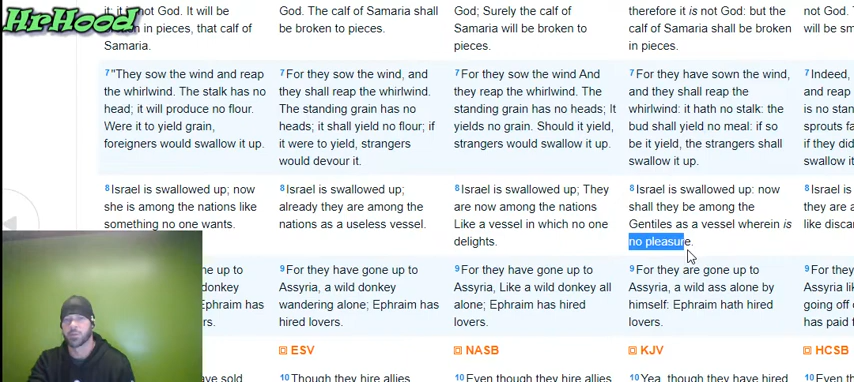 HrHood
it; it is not God. It will be
broken in pieces, that calf of
Samaria.
God. The calf of Samaria shall
be broken to pieces.
God; Surely the calf of
Samaria will be broken to
pieces.
therefore it is not God: but the
calf of Samaria shall be broken
in pieces.
not God. T
will be sm
7"They sow the wind and reap
the whirlwind. The stalk has no
head; it will produce no flour.
Were it to yield grain,
foreigners would swallow it up.
7For they sow the wind, and
they shall reap the whirlwind.
The standing grain has no
heads; it shall yield no flour; if
it were to yield, strangers
would devour it.
7For they sow the wind And
they reap the whirlwind. The
standing grain has no heads; It
yields no grain. Should it yield,
strangers would swallow it up.
7For they have sown the wind,
and they shall reap the
whirlwind: it hath no stalk: the
bud shall yield no meal: if so
be it yield, the strangers shall
swallow it up.
7Indeed,
and reap
is no stan
sprouts fa
if they did
swallow it
8Israel is swallowed up; now
she is among the nations like
something no one wants.
8Israel is swallowed up;
already they are among the
nations as a useless vessel.
8Israel is swallowed up; They
are now among the nations
Like a vessel in which no one
delights.
8Israel is swallowed up: now
shall they be among the
Gentiles as a vessel wherein is
no pleasure.
8Israel is
they are a
like discar
ne up to
donkey
Ephraim has
rs.
9For they have gone up to
Assyria, a wild donkey
wandering alone; Ephraim has
hired lovers.
9For they have gone up to
Assyria, Like a wild donkey all
alone; Ephraim has hired
lovers.
9For they are gone up to
Assyria, a wild ass alone by
himself: Ephraim hath hired
lovers.
9For they
Assyria lik
going off o
has paid f
ESV
NASB
KJV
HCSB
ave sold
10Though they hire allies
10Even though they hire allies
10Yea, though they have hired
10Even th